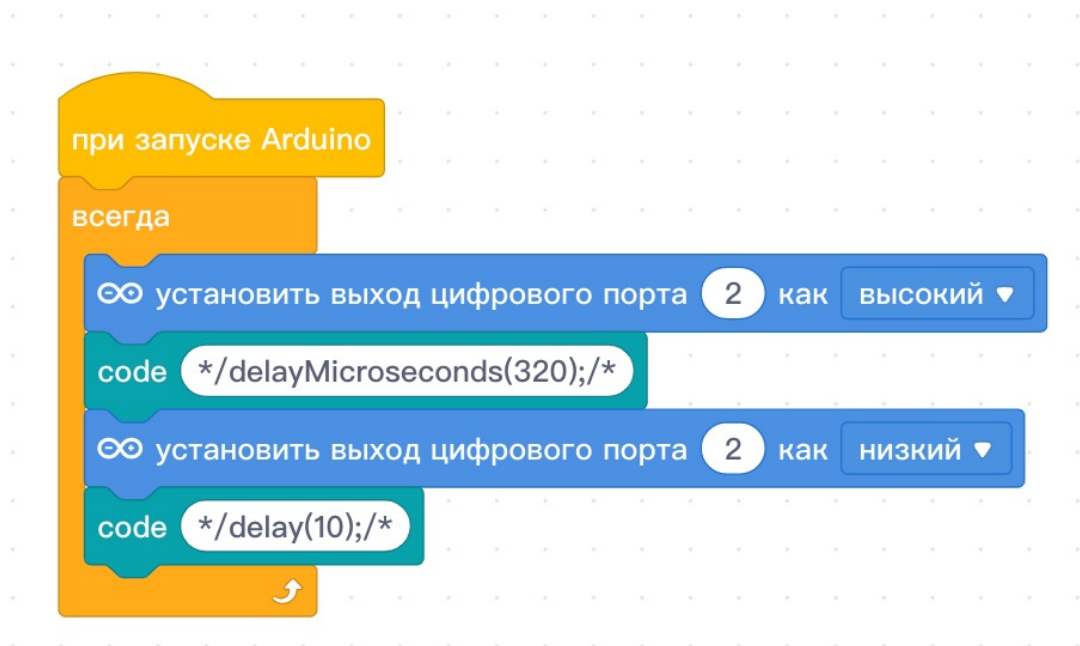 при запуске Arduino
всегда
установить выход цифрового порта 2 как высокий
code */delayMicroseconds(320);/*
установить выход цифрового порта 2 как низкий
code */delay(10);/*